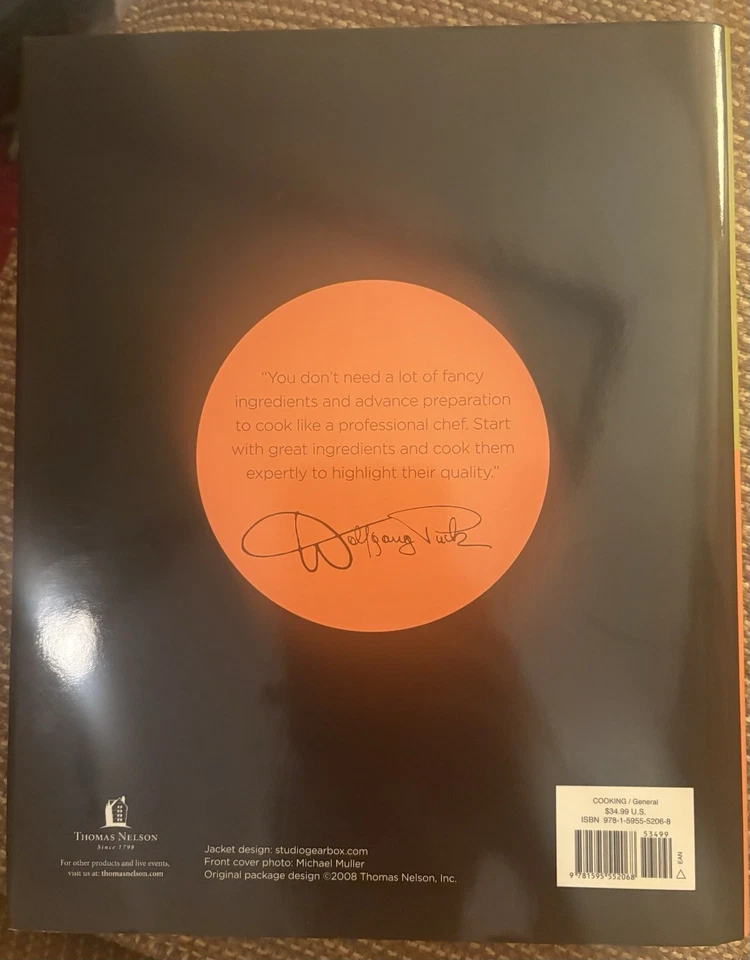 “You don’t need a lot of fancy
ingredients and advance preparation
to cook like a professional chef. Start
with great ingredients and cook them
expertly to highlight their quality.”
Wolfgang Puck
THOMAS NELSON
Since 1798
For other products and live events,
visit us at: thomasnelson.com
Jacket design: studiogearbox.com
Front cover photo: Michael Muller
Original package design ©2008 Thomas Nelson, Inc.
COOKING / General
$34.99 U.S.
ISBN 978-1-5955-5206-8
53499
9 781595 552068
EAN